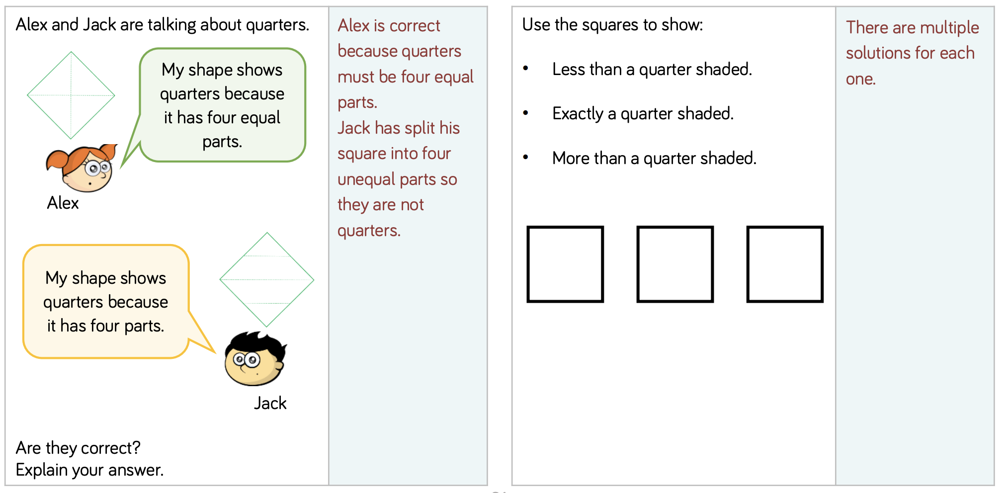 Alex and Jack are talking about quarters.
My shape shows
quarters because
it has four equal
parts.
Alex
My shape shows
quarters because
it has four parts.
Jack
Are they correct?
Explain your answer.
Alex is correct
because quarters
must be four equal
parts.
Jack has split his
square into four
unequal parts so
they are not
quarters.
Use the squares to show:
• Less than a quarter shaded.
• Exactly a quarter shaded.
• More than a quarter shaded.
There are multiple
solutions for each
one.